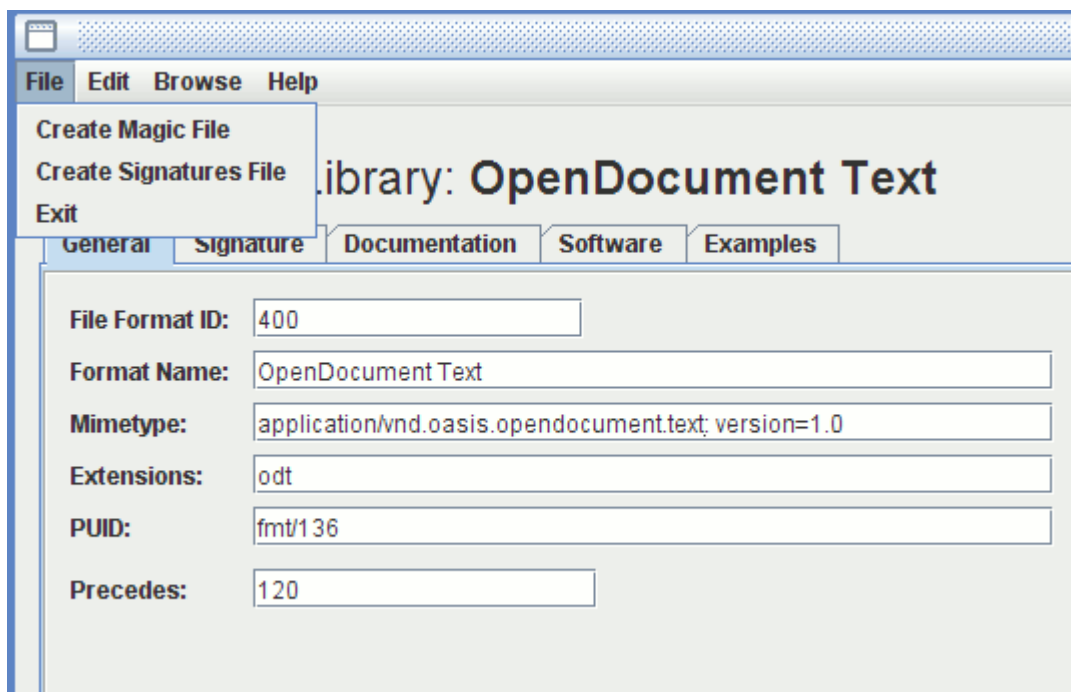 File Edit Browse Help
Create Magic File
Create Signatures File
Exit
Library: OpenDocument Text
General Signature Documentation Software Examples
File Format ID: 400
Format Name: OpenDocument Text
Mimetype: application/vnd.oasis.opendocument.text; version=1.0
Extensions: odt
PUID: fmt/136
Precedes: 120